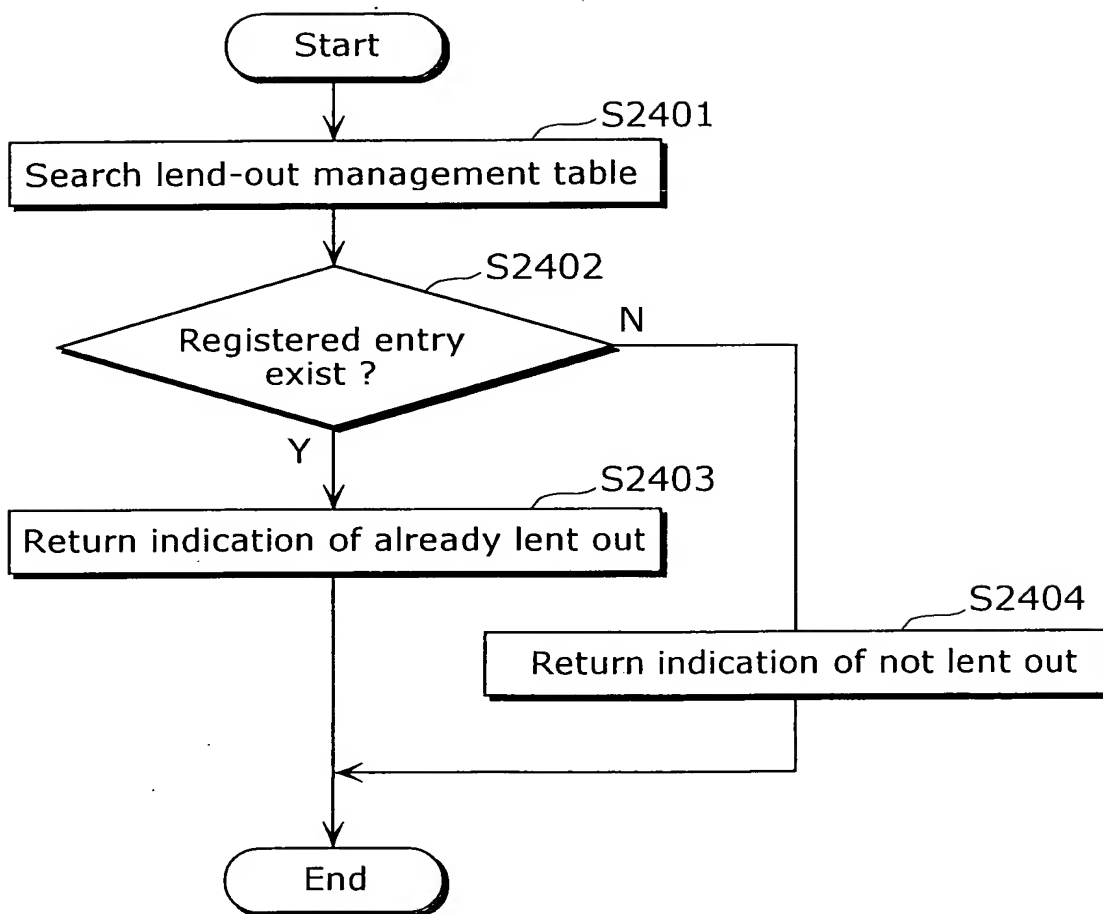 Start
S2401
Search lend-out management table
S2402
Registered entry
exist ?
N
Y
S2403
Return indication of already lent out
S2404
Return indication of not lent out
End